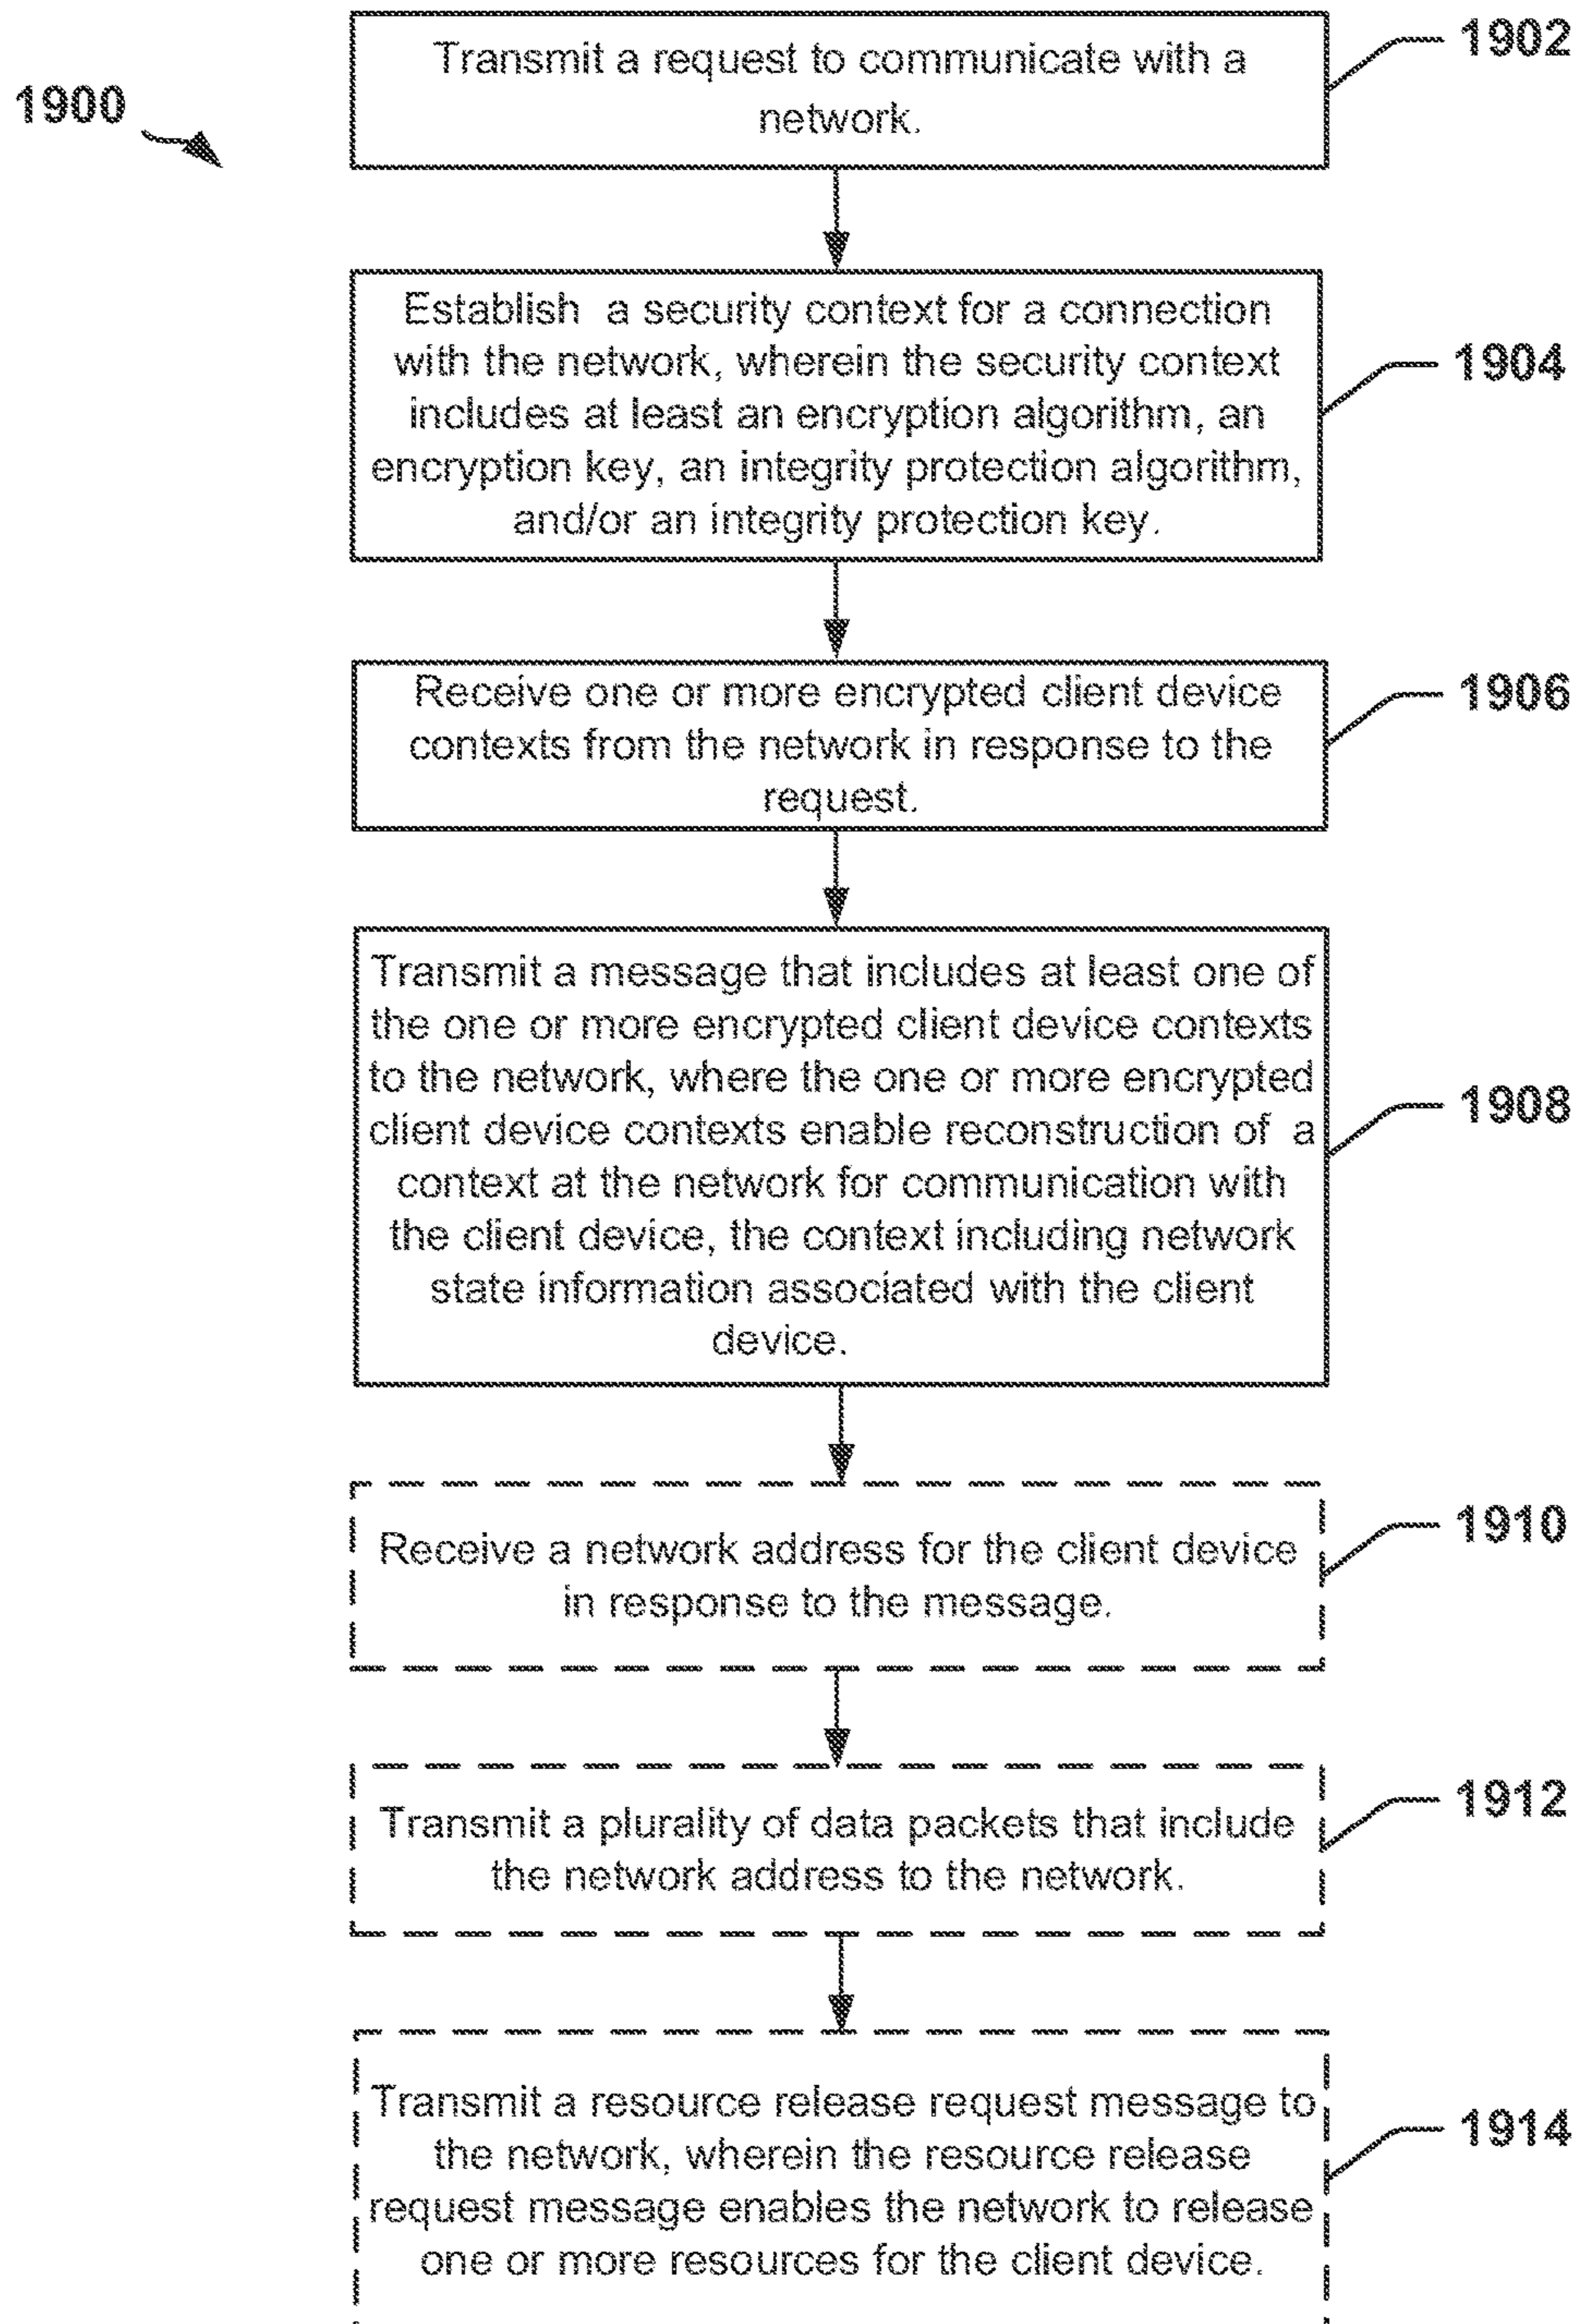 1900
Transmit a request to communicate with a
network.
1902
Establish a security context for a connection
with the network, wherein the security context
includes at least an encryption algorithm, an
encryption key, an integrity protection algorithm,
and/or an integrity protection key.
1904
Receive one or more encrypted client device
contexts from the network in response to the
request.
1906
Transmit a message that includes at least one of
the one or more encrypted client device contexts
to the network, where the one or more encrypted
client device contexts enable reconstruction of a
context at the network for communication with
the client device, the context including network
state information associated with the client
device.
1908
Receive a network address for the client device
in response to the message.
1910
Transmit a plurality of data packets that include
the network address to the network.
1912
Transmit a resource release request message to
the network, wherein the resource release
request message enables the network to release
one or more resources for the client device.
1914